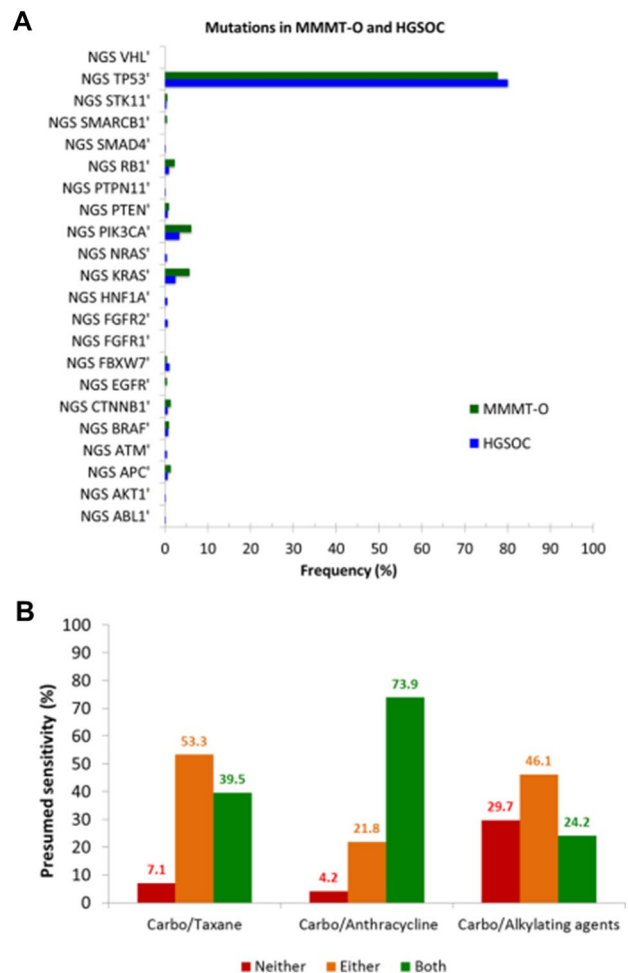 A
Mutations in MMMT-O and HGSOC
NGS VHL'
NGS TP53'
NGS STK11'
NGS SMARCB1'
NGS SMAD4'
NGS RB1'
NGS PTPN11'
NGS PTEN'
NGS PIK3CA'
NGS NRAS'
NGS KRAS'
NGS HNF1A'
NGS FGFR2'
NGS FGFR1'
NGS FBXW7'
NGS EGFR'
NGS CTNNB1'
NGS BRAF'
NGS ATM'
NGS APC'
NGS AKT1'
NGS ABL1'
MMMT-O
HGSOC
0 10 20 30 40 50 60 70 80 90 100
Frequency (%)
B
Presumed sensitivity (%)
100
90
80
70
60
50
40
30
20
10
0
7.1 53.3 39.5
4.2 21.8 73.9
29.7 46.1 24.2
Carbo/Taxane Carbo/Anthracycline Carbo/Alkylating agents
Neither Either Both